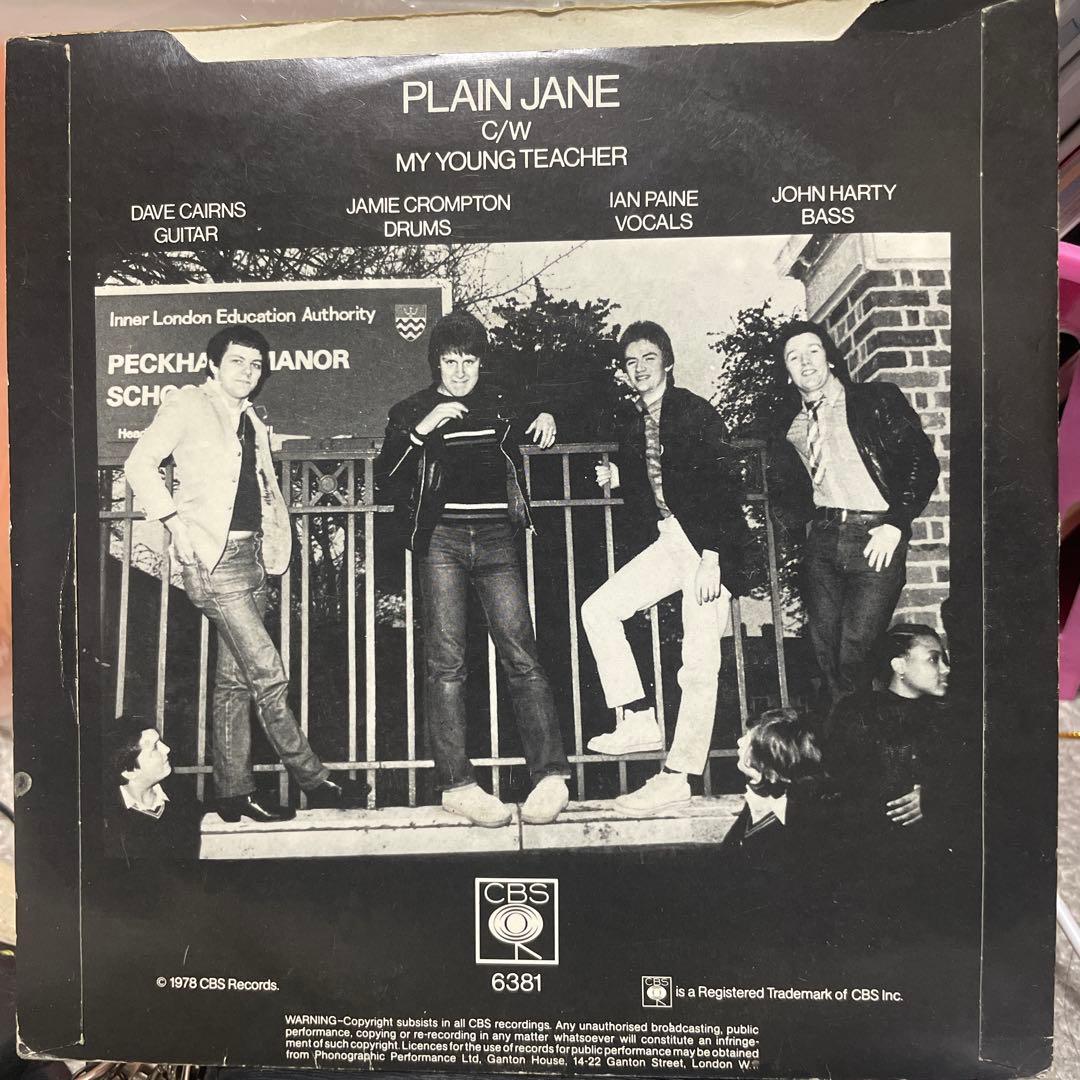 PLAIN JANE
C/W
MY YOUNG TEACHER
DAVE CAIRNS
GUITAR
JAMIE CROMPTON
DRUMS
IAN PAINE
VOCALS
JOHN HARTY
BASS
Inner London Education Authority
PECKHA MANOR
SCHO
Hea
CBS
6381
© 1978 CBS Records.
CBS
is a Registered Trademark of CBS Inc.
WARNING–Copyright subsists in all CBS recordings. Any unauthorised broadcasting, public
performance, copying or re-recording in any matter whatsoever will constitute an infringe-
ment of such copyright. Licences for the use of records for public performance may be obtained
from Phonographic Performance Ltd, Ganton House, 14-22 Ganton Street, London W